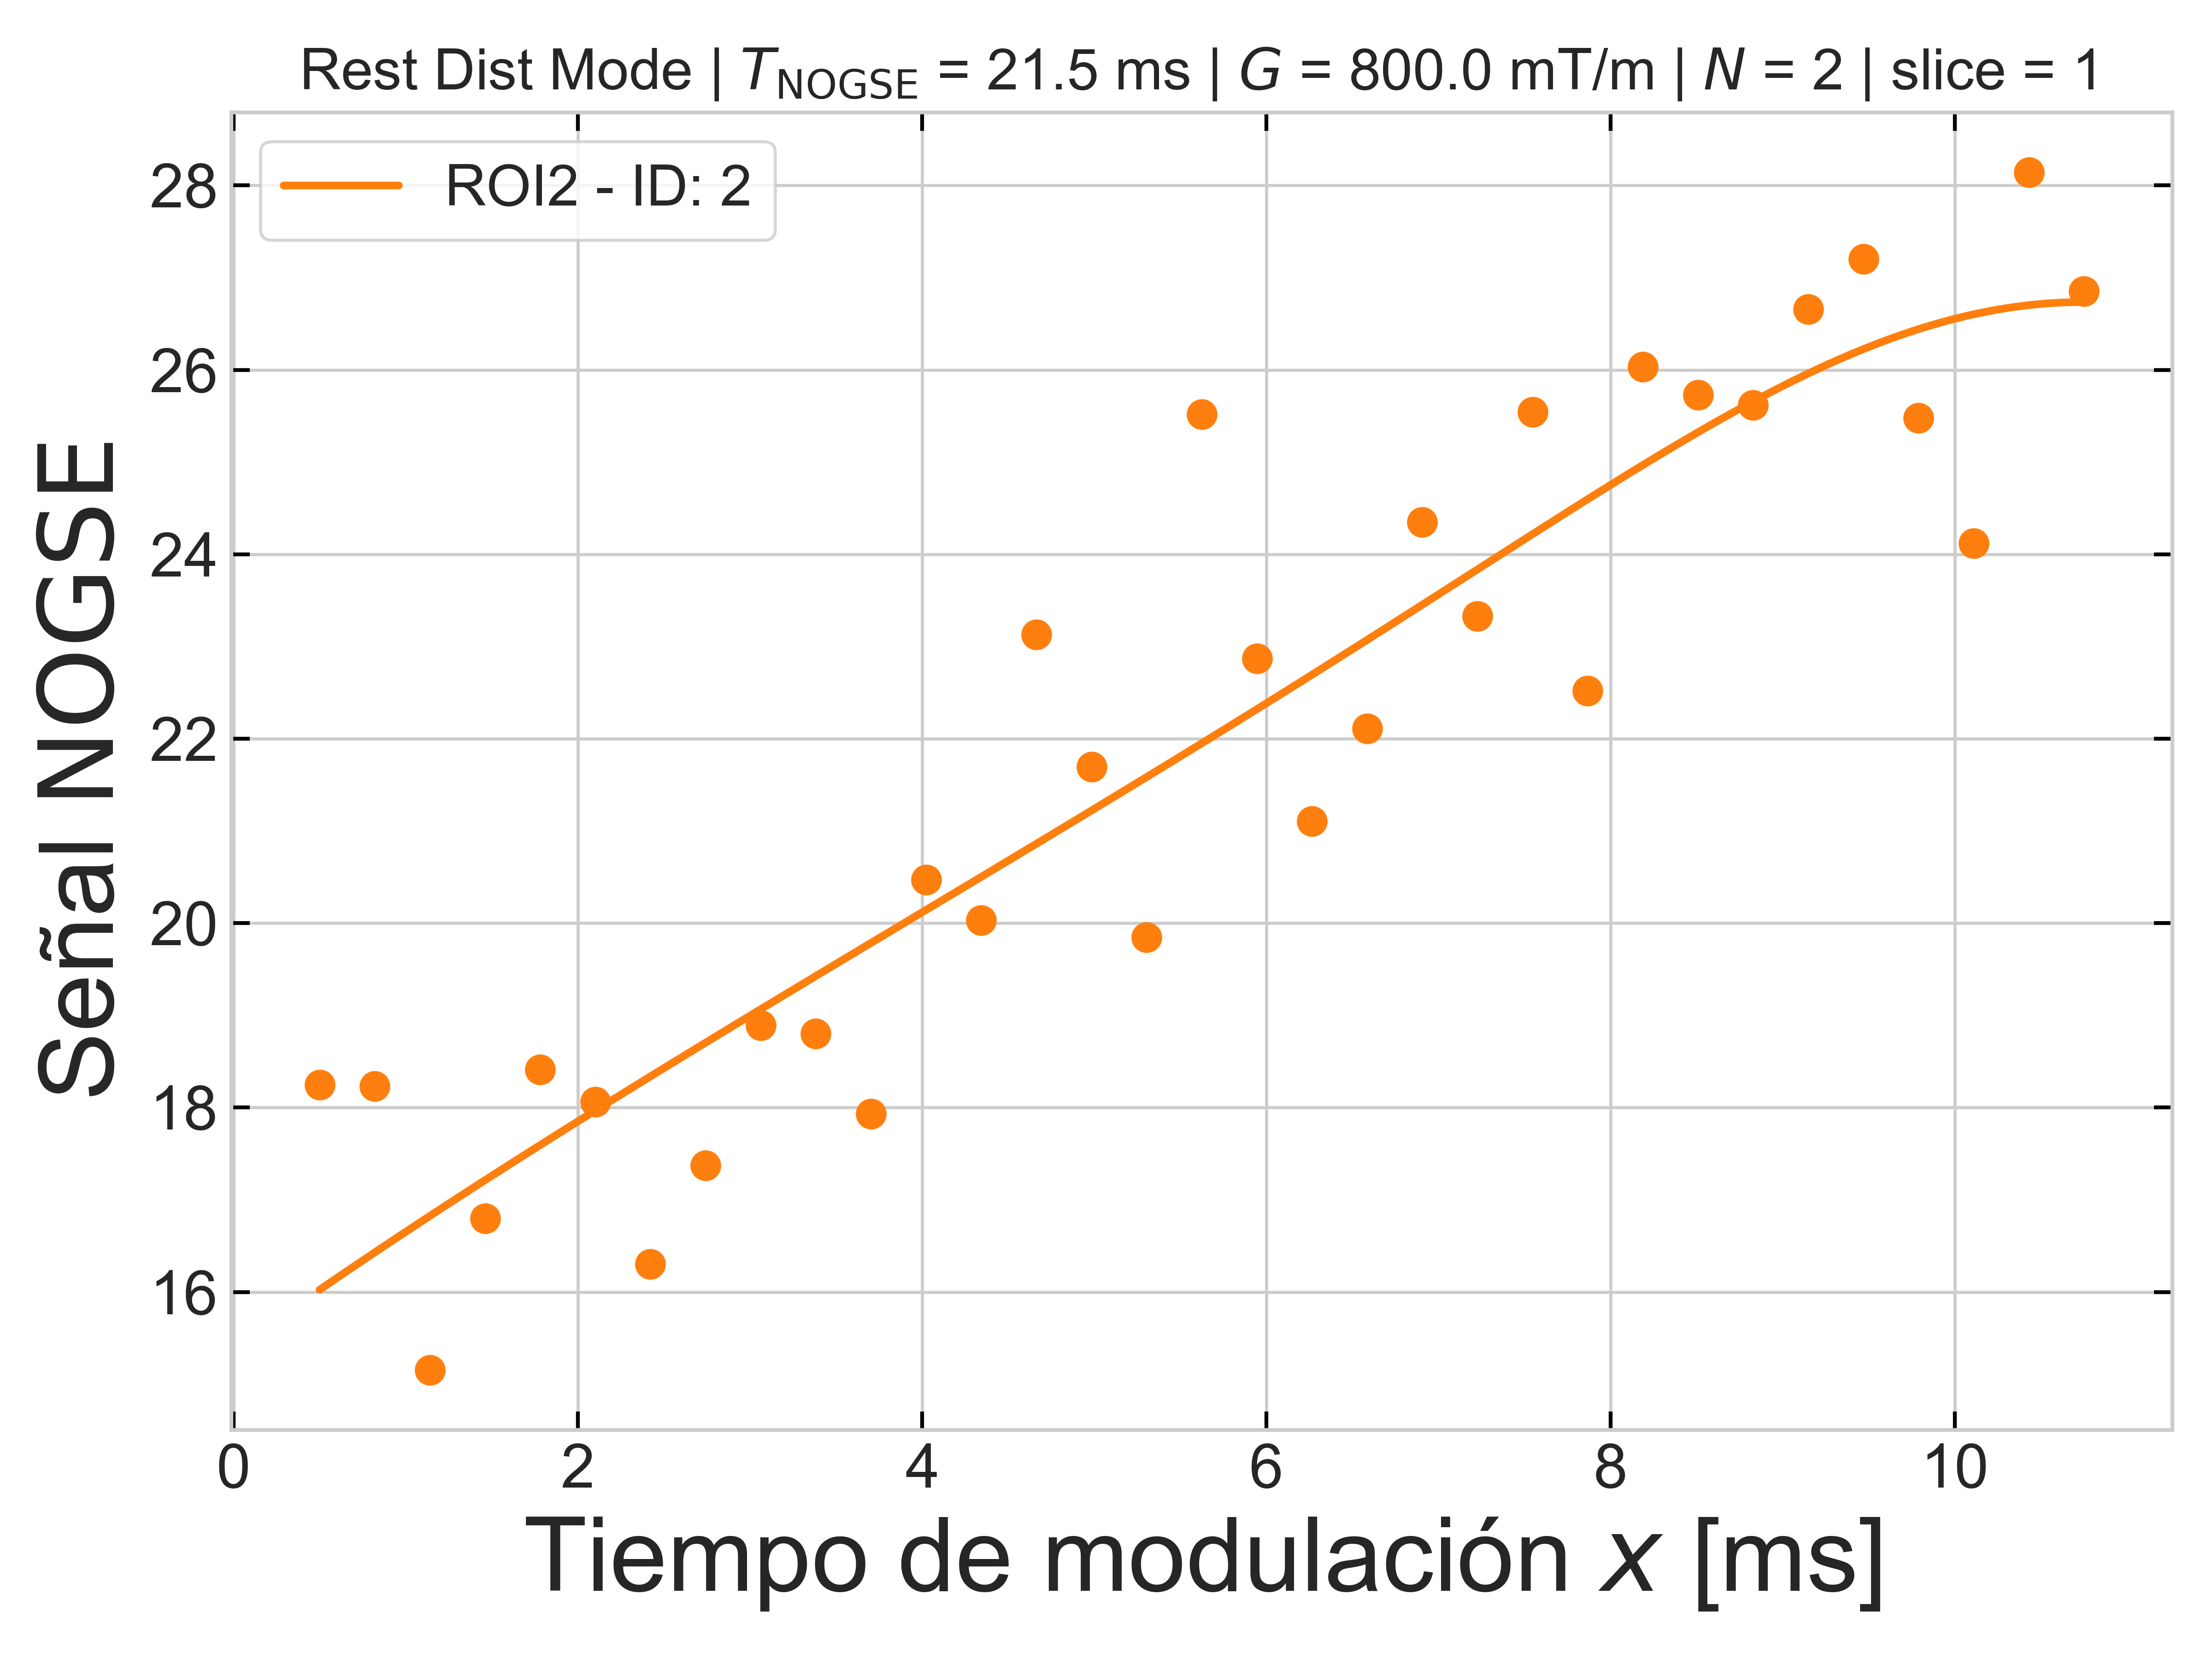 Rest Dist Mode | T_NOGSE = 21.5 ms | G = 800.0 mT/m | N = 2 | slice = 1
ROI2 - ID: 2
28
26
24
22
20
18
16
Señal NOGSE
0 2 4 6 8 10
Tiempo de modulación x [ms]